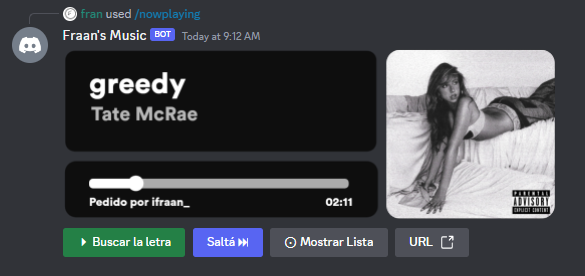 fran used /nowplaying
Fraan's Music BOT Today at 9:12 AM
greedy
Tate McRae
Pedido por ifraan_ 02:11
PARENTAL
ADVISORY
EXPLICIT CONTENT
Buscar la letra Saltá Mostrar Lista URL